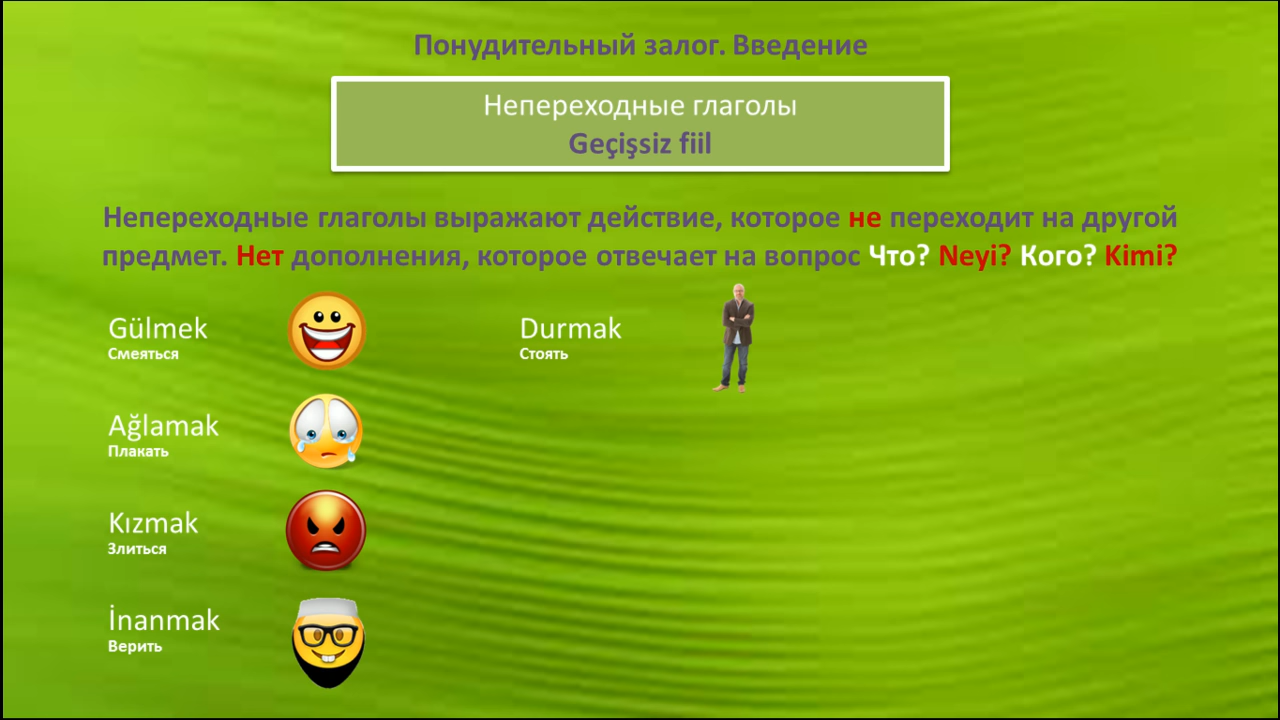 Понудительный залог. Введение
Непереходные глаголы
Geçişsiz fiil
Непереходные глаголы выражают действие, которое не переходит на другой
предмет. Нет дополнения, которое отвечает на вопрос Что? Neyi? Кого? Kimi?
Gülmek
Смеяться
Durmak
Стоять
Ağlamak
Плакать
Kızmak
Злиться
İnanmak
Верить